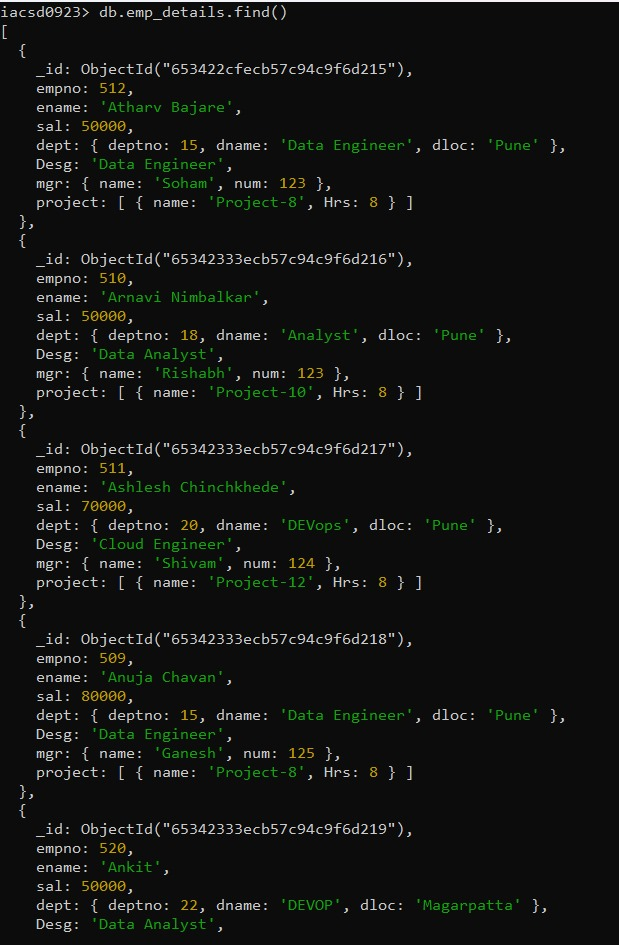 iacsd0923> db.emp_details.find()
[
  {
    _id: ObjectId("653422cfecb57c94c9f6d215"),
    empno: 512,
    ename: 'Atharv Bajare',
    sal: 50000,
    dept: { deptno: 15, dname: 'Data Engineer', dloc: 'Pune' },
    Desg: 'Data Engineer',
    mgr: { name: 'Soham', num: 123 },
    project: [ { name: 'Project-8', Hrs: 8 } ]
  },
  {
    _id: ObjectId("65342333ecb57c94c9f6d216"),
    empno: 510,
    ename: 'Arnavi Nimbalkar',
    sal: 50000,
    dept: { deptno: 18, dname: 'Analyst', dloc: 'Pune' },
    Desg: 'Data Analyst',
    mgr: { name: 'Rishabh', num: 123 },
    project: [ { name: 'Project-10', Hrs: 8 } ]
  },
  {
    _id: ObjectId("65342333ecb57c94c9f6d217"),
    empno: 511,
    ename: 'Ashlesh Chinchkhede',
    sal: 70000,
    dept: { deptno: 20, dname: 'DEVops', dloc: 'Pune' },
    Desg: 'Cloud Engineer',
    mgr: { name: 'Shivam', num: 124 },
    project: [ { name: 'Project-12', Hrs: 8 } ]
  },
  {
    _id: ObjectId("65342333ecb57c94c9f6d218"),
    empno: 509,
    ename: 'Anuja Chavan',
    sal: 80000,
    dept: { deptno: 15, dname: 'Data Engineer', dloc: 'Pune' },
    Desg: 'Data Engineer',
    mgr: { name: 'Ganesh', num: 125 },
    project: [ { name: 'Project-8', Hrs: 8 } ]
  },
  {
    _id: ObjectId("65342333ecb57c94c9f6d219"),
    empno: 520,
    ename: 'Ankit',
    sal: 50000,
    dept: { deptno: 22, dname: 'DEVOP', dloc: 'Magarpatta' },
    Desg: 'Data Analyst',